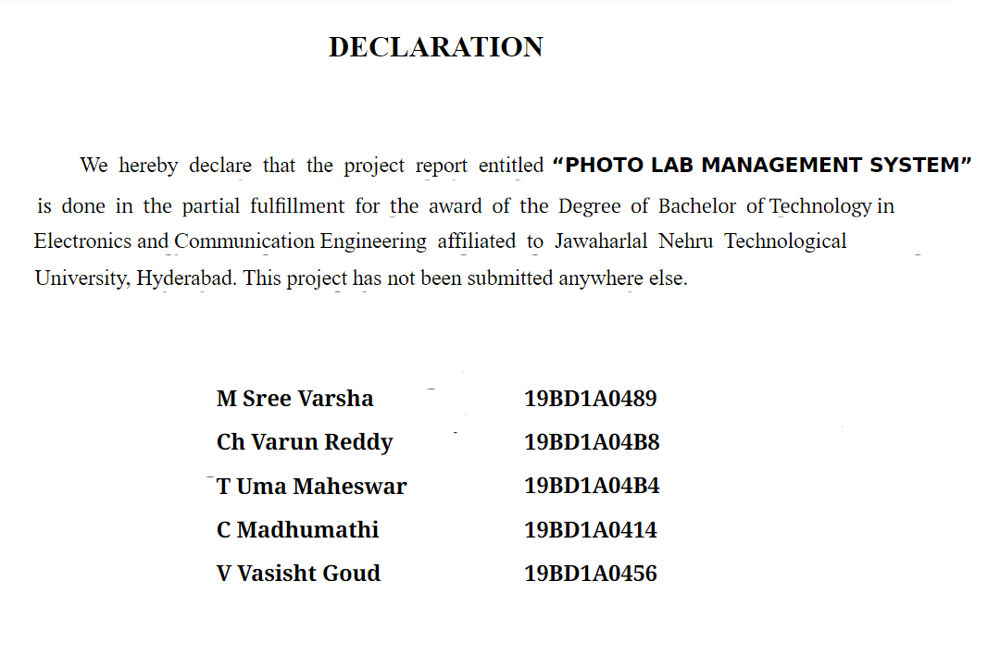 DECLARATION
We hereby declare that the project report entitled “PHOTO LAB MANAGEMENT SYSTEM”
is done in the partial fulfillment for the award of the Degree of Bachelor of Technology in
Electronics and Communication Engineering affiliated to Jawaharlal Nehru Technological
University, Hyderabad. This project has not been submitted anywhere else.
M Sree Varsha 19BD1A0489
Ch Varun Reddy 19BD1A04B8
T Uma Maheswar 19BD1A04B4
C Madhumathi 19BD1A0414
V Vasisht Goud 19BD1A0456